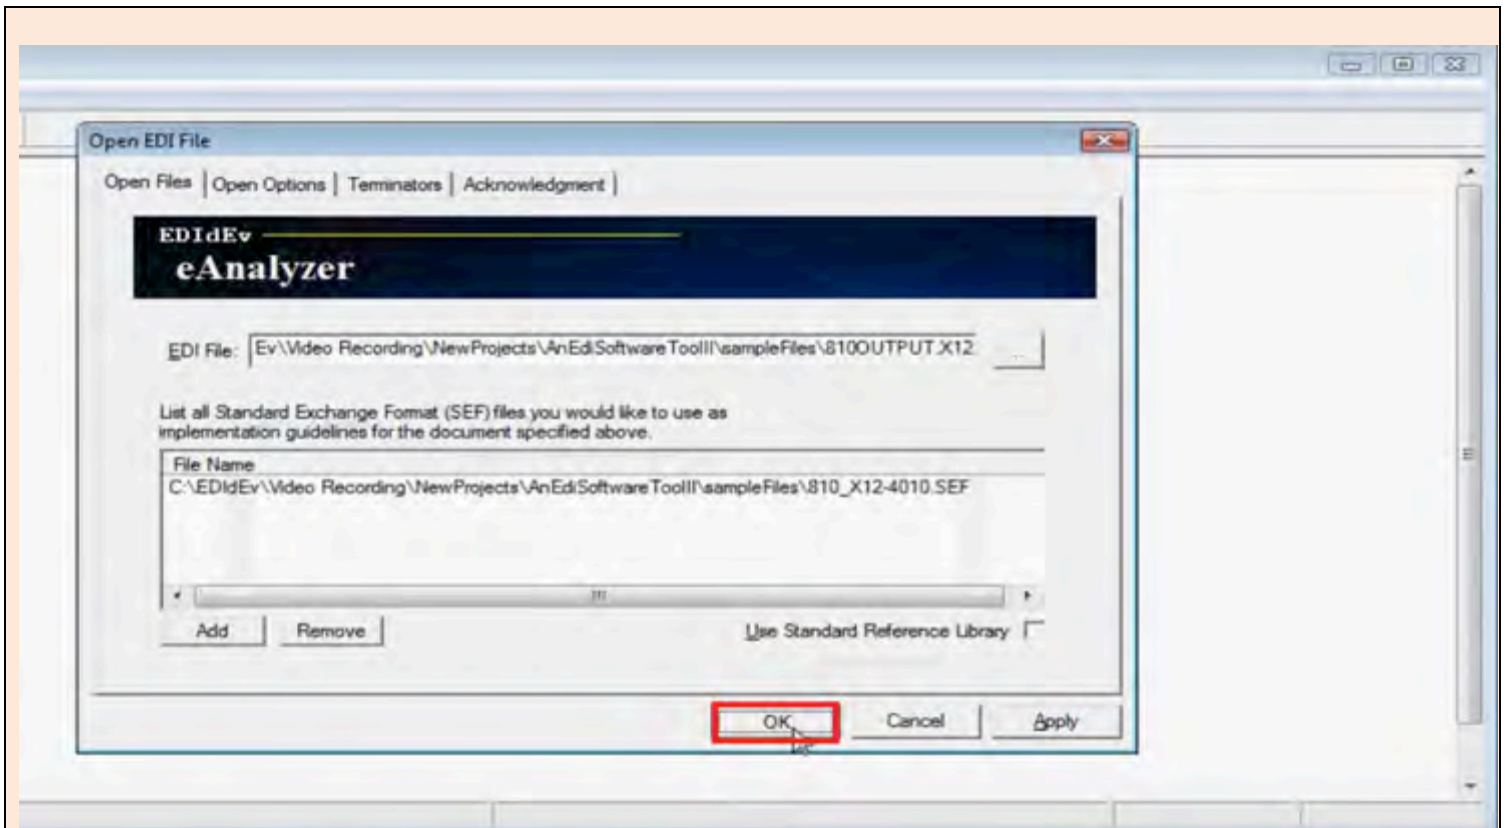 Open EDI File
Open Files | Open Options | Terminators | Acknowledgment |
EDIdEv
eAnalyzer
EDI File: Ev\Video Recording\NewProjects\AnEdiSoftwareToolII\sampleFiles\810OUTPUT.X12 ...
List all Standard Exchange Format (SEF) files you would like to use as
implementation guidelines for the document specified above.
File Name
C:\EDIdEv\Video Recording\NewProjects\AnEdiSoftwareToolII\sampleFiles\810_X12-4010.SEF
Add Remove Use Standard Reference Library
OK Cancel Apply